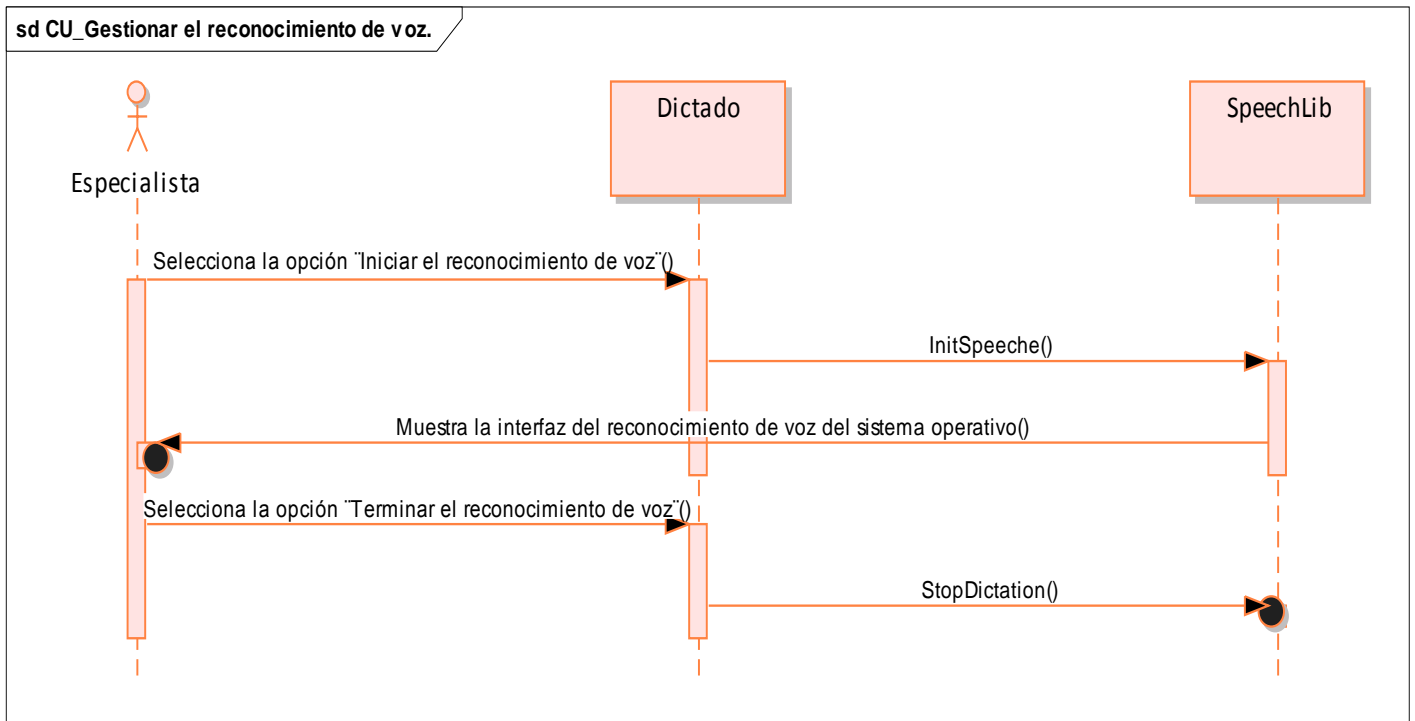 sd CU_Gestionar el reconocimiento de voz.
Dictado
SpeechLib
Especialista
Selecciona la opción ¨Iniciar el reconocimiento de voz¨()
InitSpeeche()
Muestra la interfaz del reconocimiento de voz del sistema operativo()
Selecciona la opción ¨Terminar el reconocimiento de voz¨()
StopDictation()